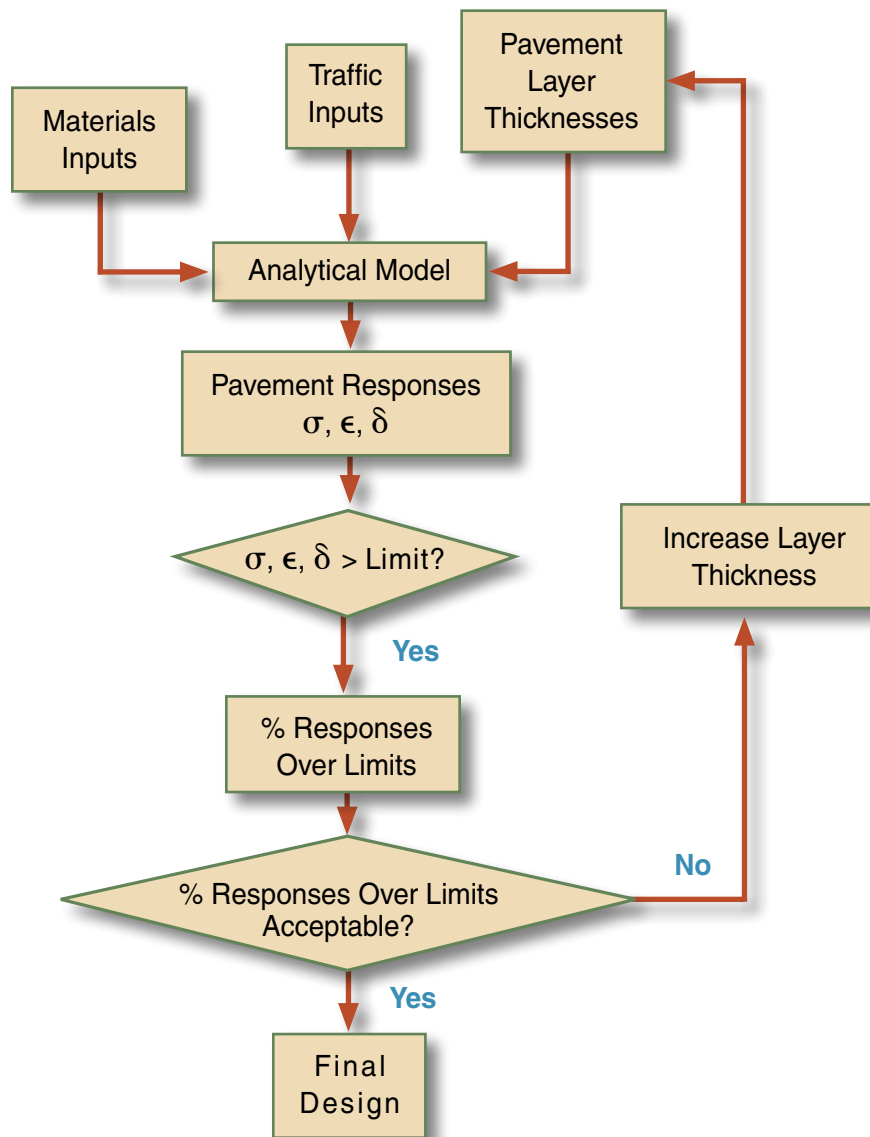 Materials
Inputs
Traffic
Inputs
Pavement
Layer
Thicknesses
Analytical Model
Pavement Responses
σ, ϵ, δ
σ, ϵ, δ > Limit?
Yes
% Responses
Over Limits
% Responses Over Limits
Acceptable?
No
Increase Layer
Thickness
Yes
Final
Design